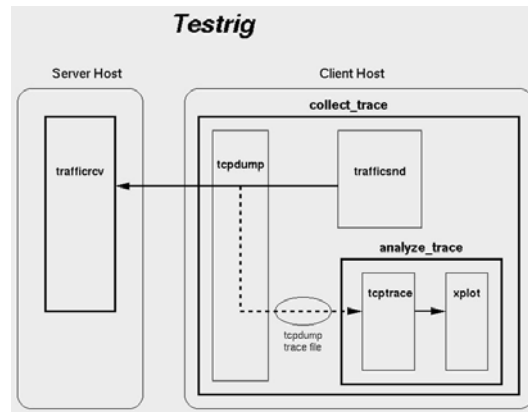 Testrig
Server Host
Client Host
collect_trace
trafficrcv
tcpdump
trafficsnd
analyze_trace
tcptrace
xplot
tcpdump
trace file